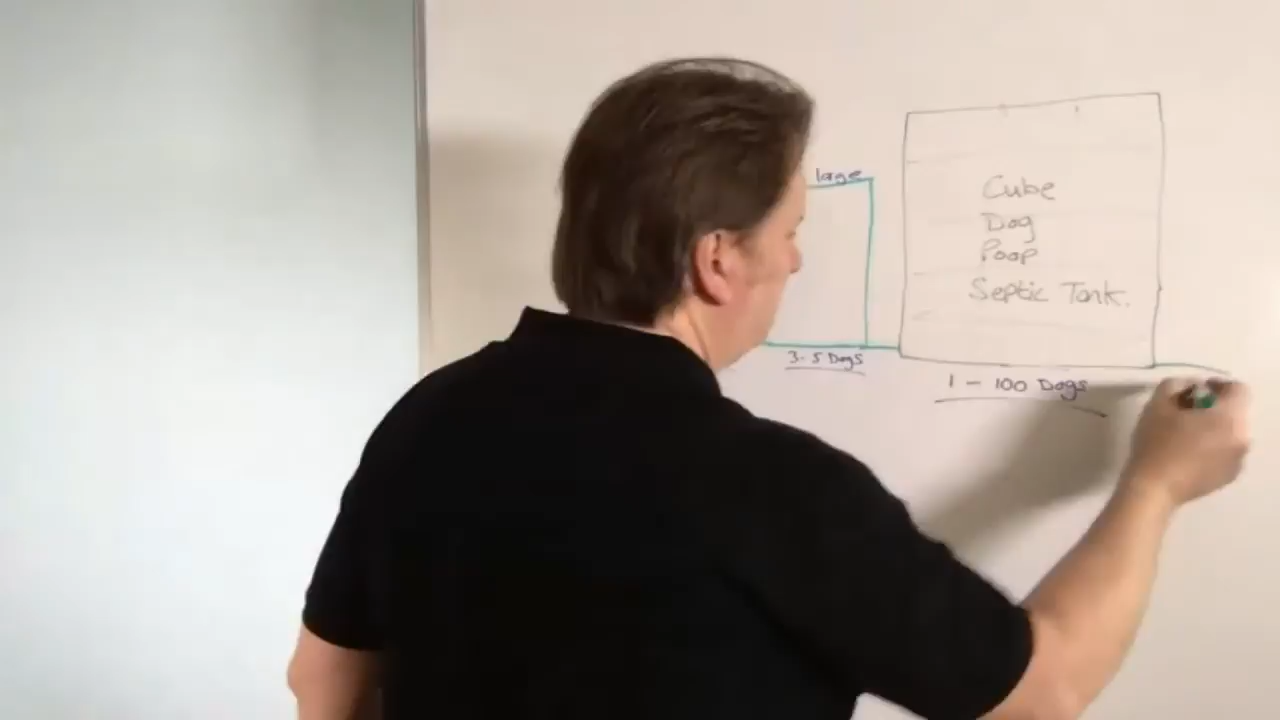 large
3-5 Dogs
Cube
Dog
Poop
Septic Tank.
1 - 100 Dogs